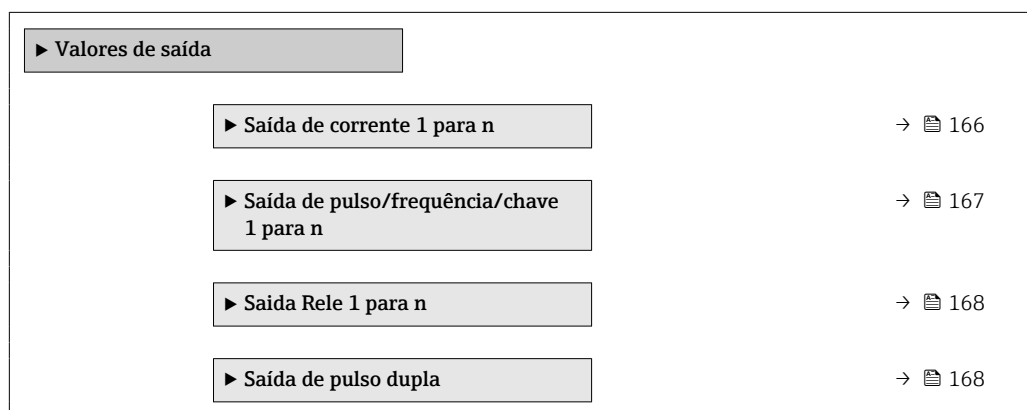 ▶ Valores de saída
▶ Saída de corrente 1 para n → 166
▶ Saída de pulso/frequência/chave → 167
1 para n
▶ Saida Rele 1 para n → 168
▶ Saída de pulso dupla → 168